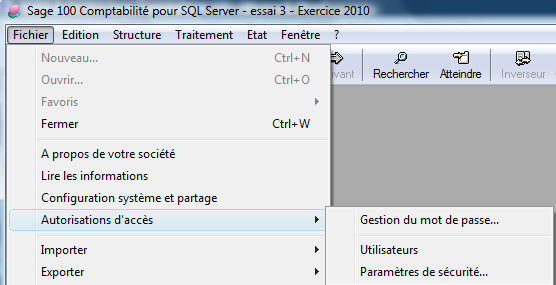 Sage 100 Comptabilité pour SQL Server - essai 3 - Exercice 2010
Fichier Edition Structure Traitement Etat Fenêtre ?
Nouveau... Ctrl+N
Ouvrir... Ctrl+O
Favoris
Fermer Ctrl+W
A propos de votre société
Lire les informations
Configuration système et partage
Autorisations d'accès
Importer
Exporter
Rechercher Atteindre Inverseur
Gestion du mot de passe...
Utilisateurs
Paramètres de sécurité...